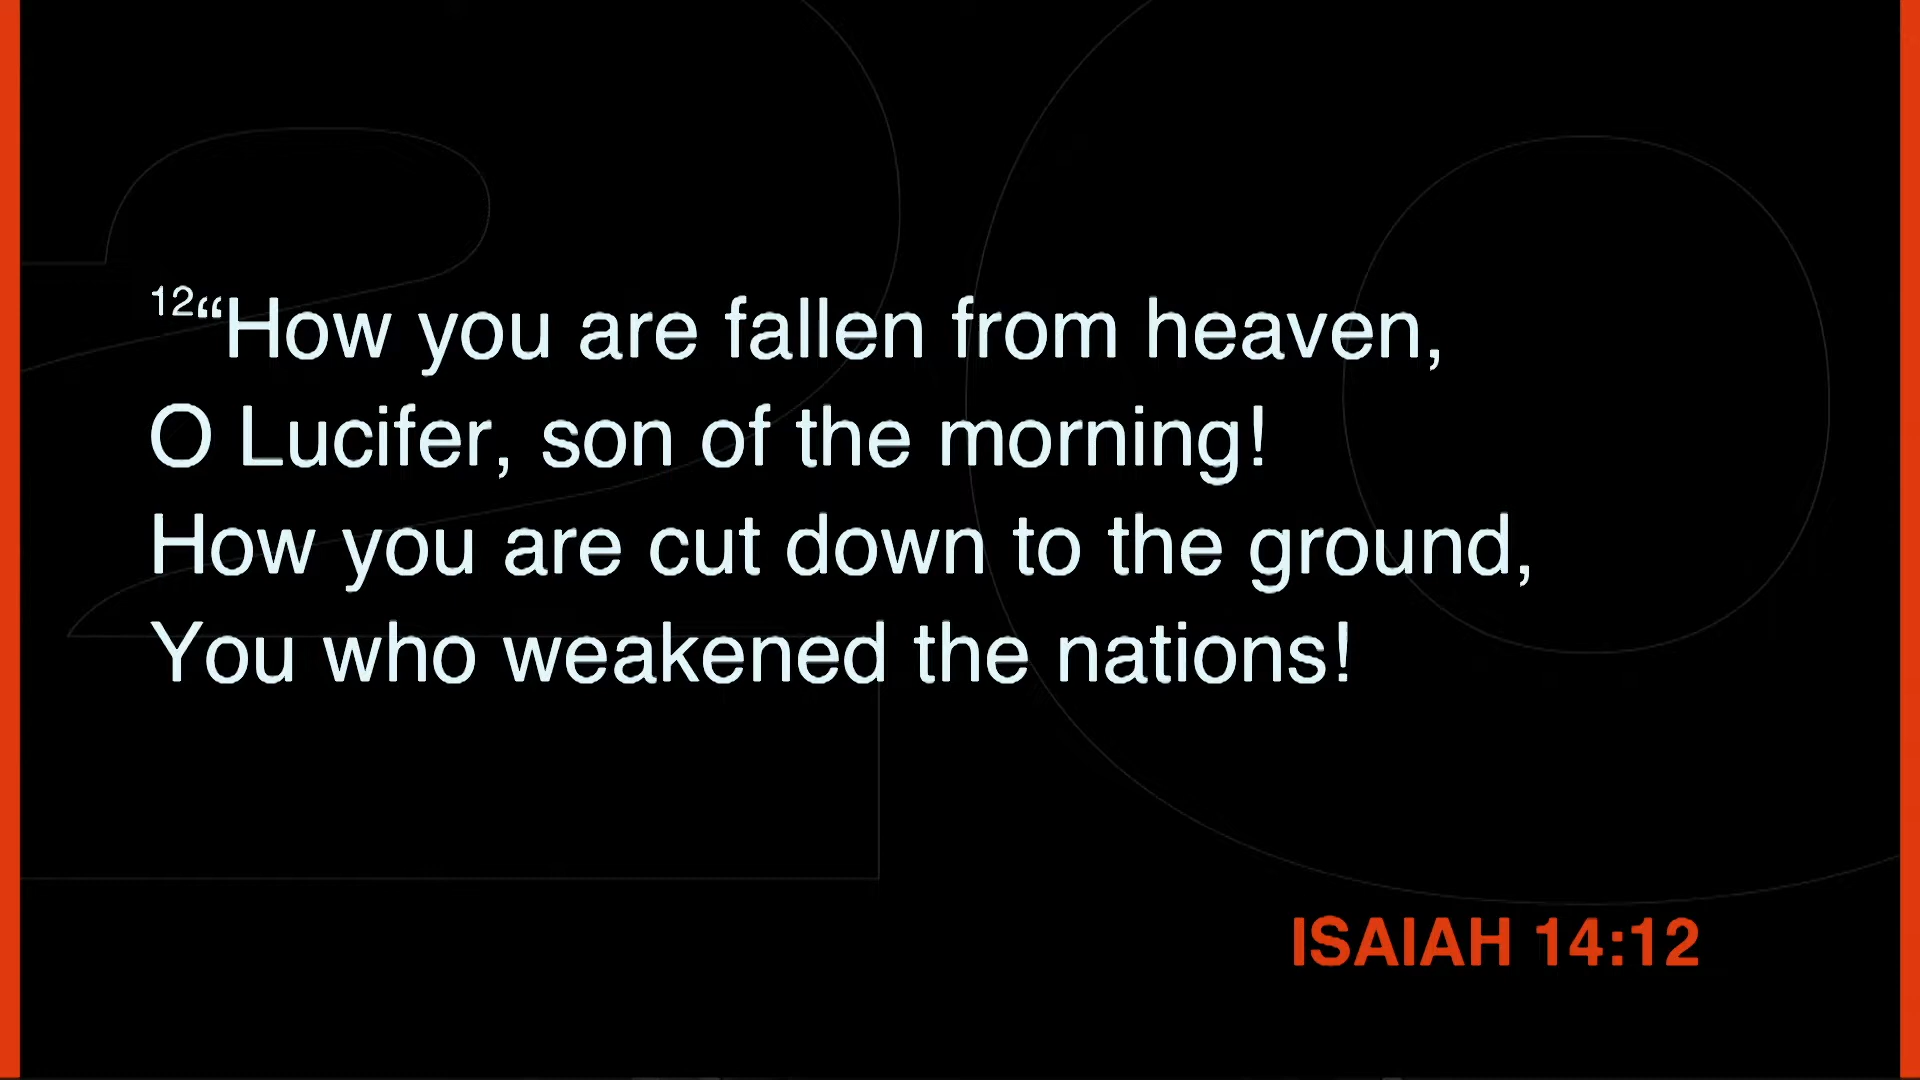 12“How you are fallen from heaven,
O Lucifer, son of the morning!
How you are cut down to the ground,
You who weakened the nations!
ISAIAH 14:12
20